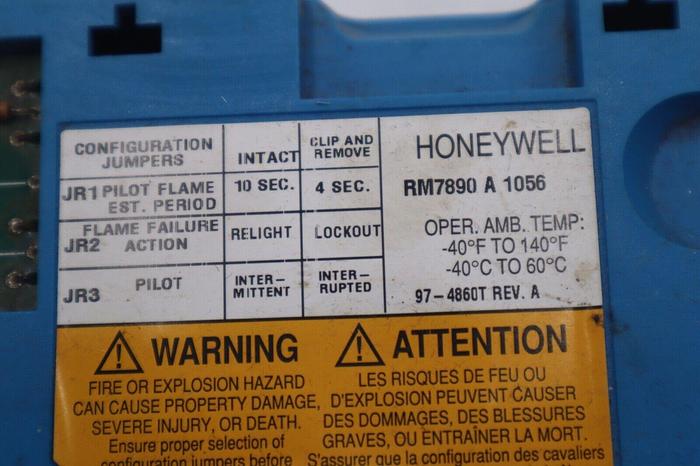 CONFIGURATION JUMPERS INTACT CLIP AND REMOVE
JR1 PILOT FLAME EST. PERIOD 10 SEC. 4 SEC.
JR2 FLAME FAILURE ACTION RELIGHT LOCKOUT
JR3 PILOT INTER-MITTENT INTER-RUPTED
HONEYWELL
RM7890 A 1056
OPER. AMB. TEMP:
-40°F TO 140°F
-40°C TO 60°C
97-4860T REV. A
WARNING
FIRE OR EXPLOSION HAZARD
CAN CAUSE PROPERTY DAMAGE,
SEVERE INJURY, OR DEATH.
Ensure proper selection of
configuration jumpers before
ATTENTION
LES RISQUES DE FEU OU
D'EXPLOSION PEUVENT CAUSER
DES DOMMAGES, DES BLESSURES
GRAVES, OU ENTRAÎNER LA MORT.
S'assurer que la configuration des cavaliers